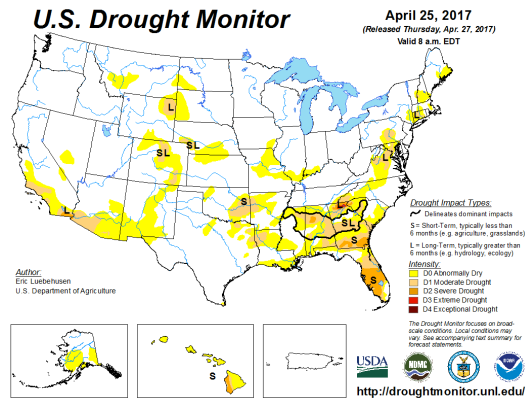 U.S. Drought Monitor
April 25, 2017
(Released Thursday, Apr. 27, 2017)
Valid 8 a.m. EDT
L
L
SL
SL
L
L
S
L
SL
S
S
S
Drought Impact Types:
Delineates dominant impacts
S = Short-Term, typically less than
6 months (e.g. agriculture, grasslands)
L = Long-Term, typically greater than
6 months (e.g. hydrology, ecology)
Intensity:
D0 Abnormally Dry
D1 Moderate Drought
D2 Severe Drought
D3 Extreme Drought
D4 Exceptional Drought
Author:
Eric Luebehusen
U.S. Department of Agriculture
The Drought Monitor focuses on broad-
scale conditions. Local conditions may
vary. See accompanying text summary for
forecast statements.
USDA
NDMC
http://droughtmonitor.unl.edu/